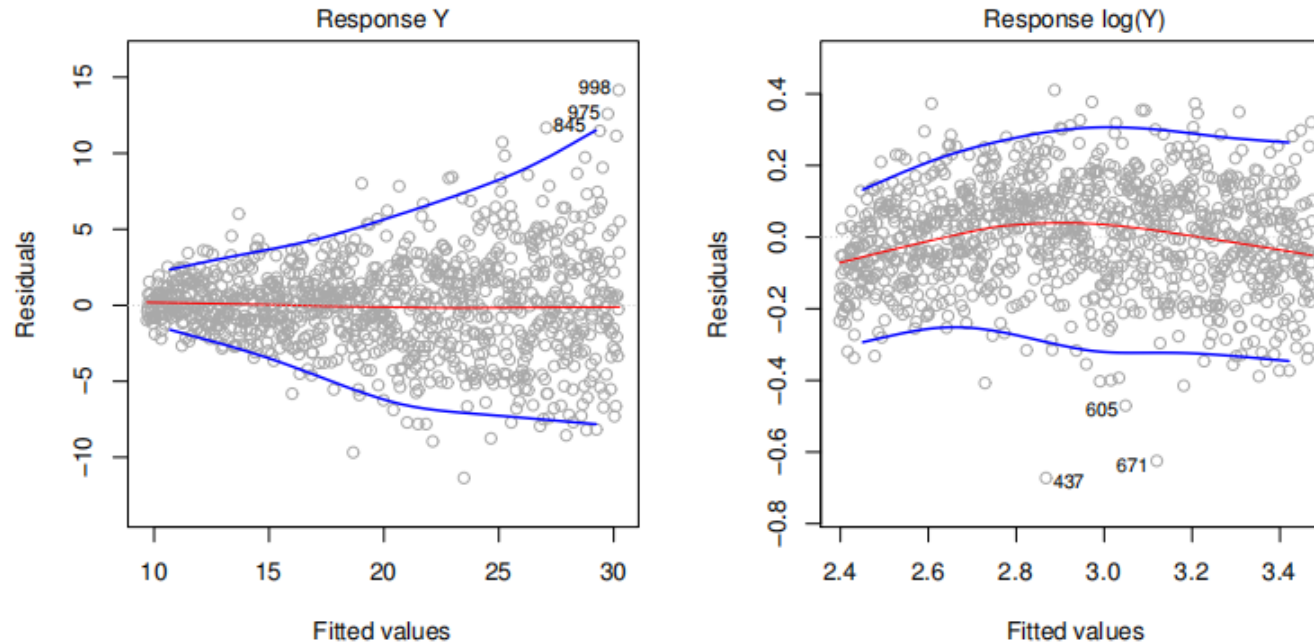 Response Y
Residuals
15
10
5
0
−5
−10
998
975
845
10 15 20 25 30
Fitted values
Response log(Y)
Residuals
0.4
0.2
0.0
−0.2
−0.4
−0.6
−0.8
605
671
437
2.4 2.6 2.8 3.0 3.2 3.4
Fitted values